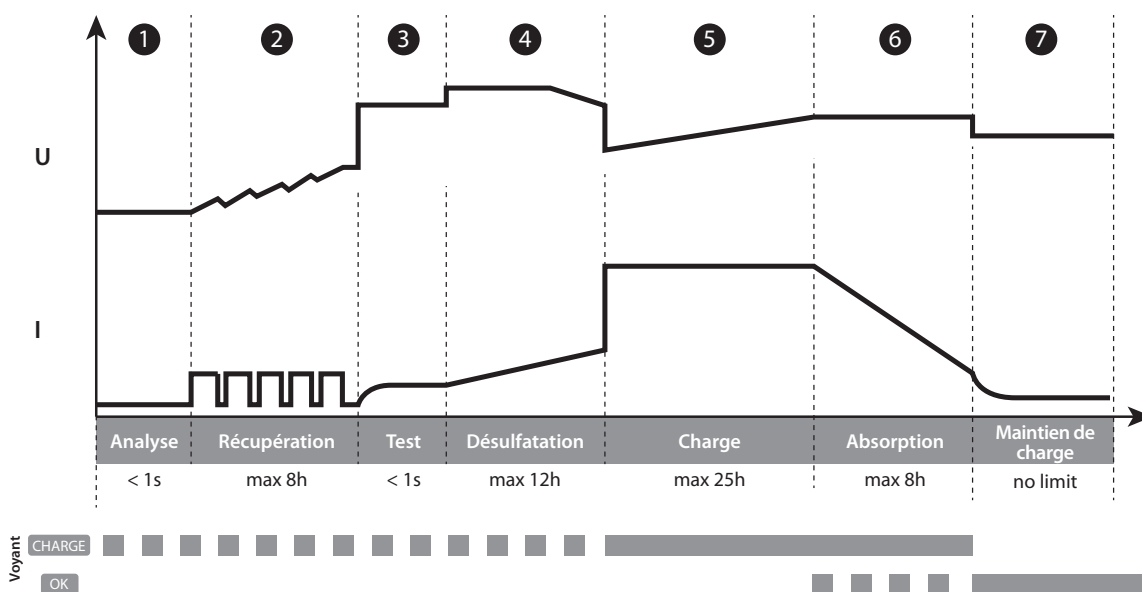 1 2 3 4 5 6 7
U
I
Analyse Récupération Test Désulfatation Charge Absorption Maintien de
charge
< 1s max 8h < 1s max 12h max 25h max 8h no limit
Voyant
CHARGE
OK